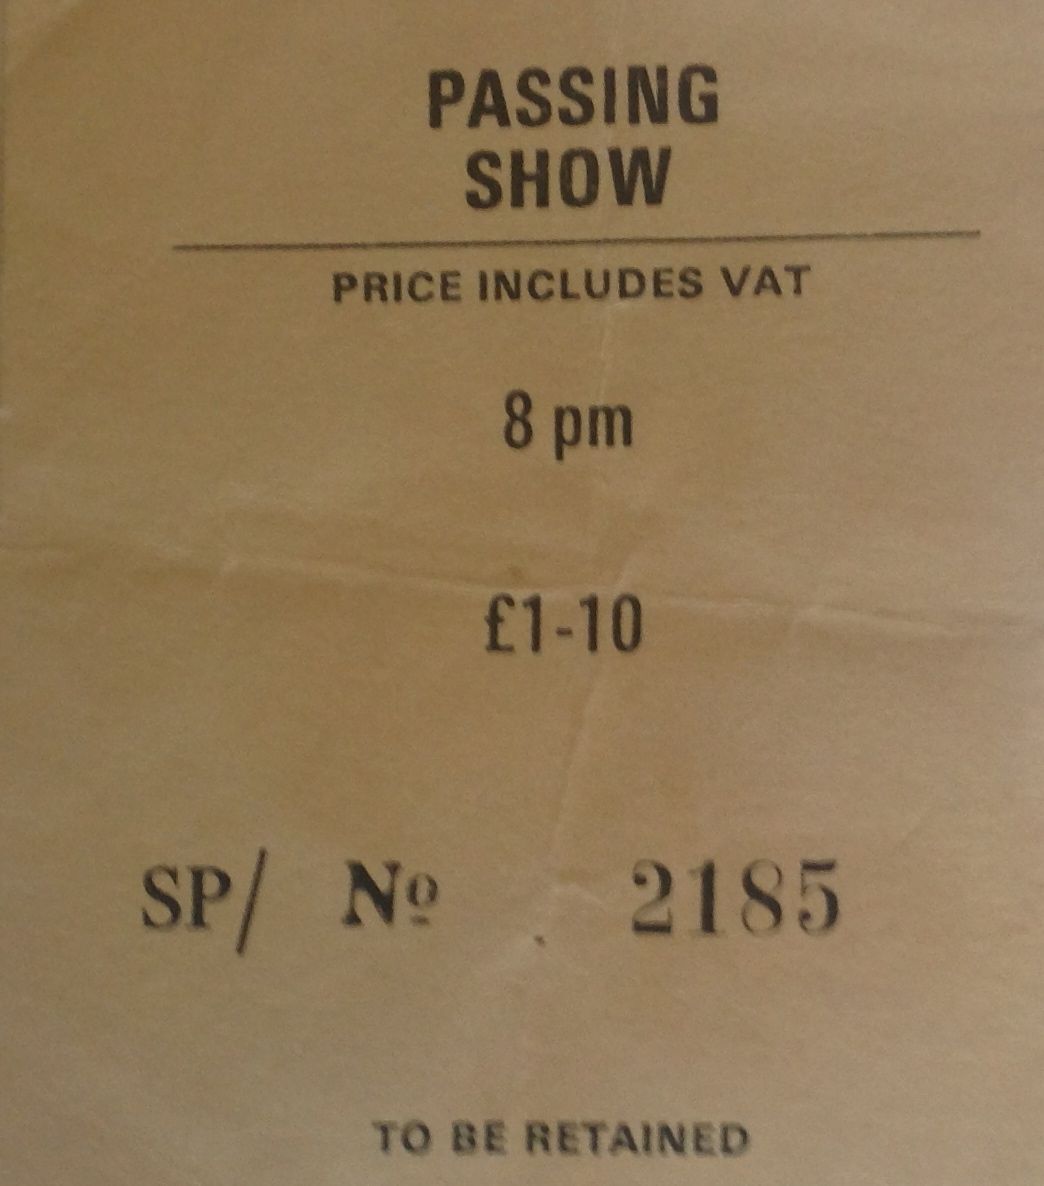 PASSING
SHOW
PRICE INCLUDES VAT
8 pm
£1-10
SP/ Nº 2185
TO BE RETAINED